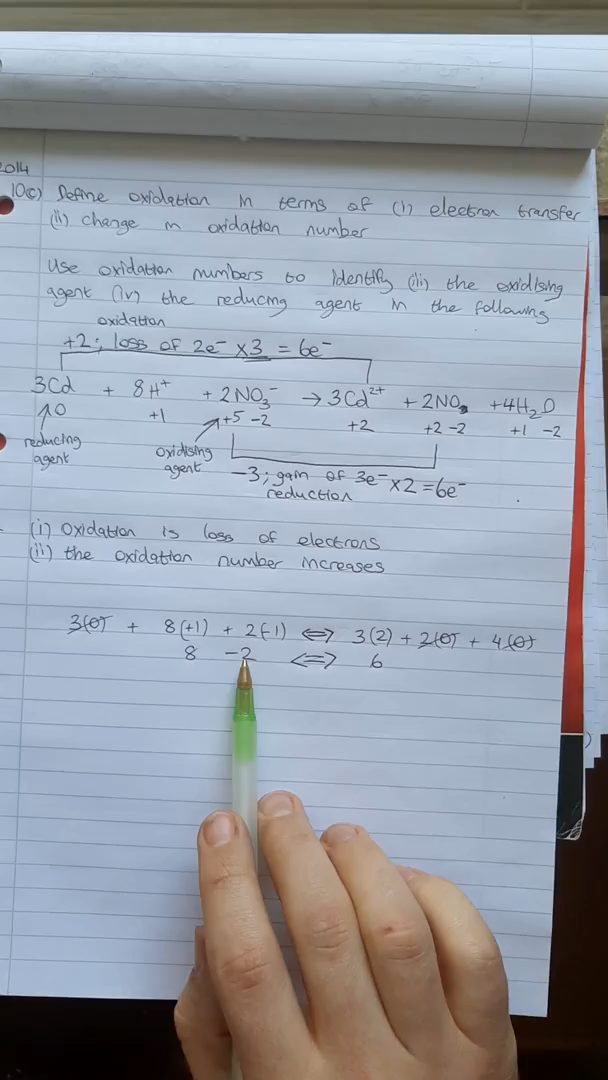 2014
10(c) Define oxidation in terms of (i) electron transfer
(ii) change in oxidation number
Use oxidation numbers to identify (iii) the oxidising
agent (iv) the reducing agent in the following
oxidation
+2; loss of 2e⁻ ×3 = 6e⁻
3Cd + 8H⁺ + 2NO₃⁻ → 3Cd²⁺ + 2NO + 4H₂O
0 +1 +5 -2 +2 +2 -2 +1 -2
reducing agent
oxidising agent
-3; gain of 3e⁻ ×2 = 6e⁻
reduction
(i) Oxidation is loss of electrons
(ii) the oxidation number increases
3(0) + 8(+1) + 2(-1) ⇔ 3(2) + 2(0) + 4(0)
8 -2 ⇔ 6